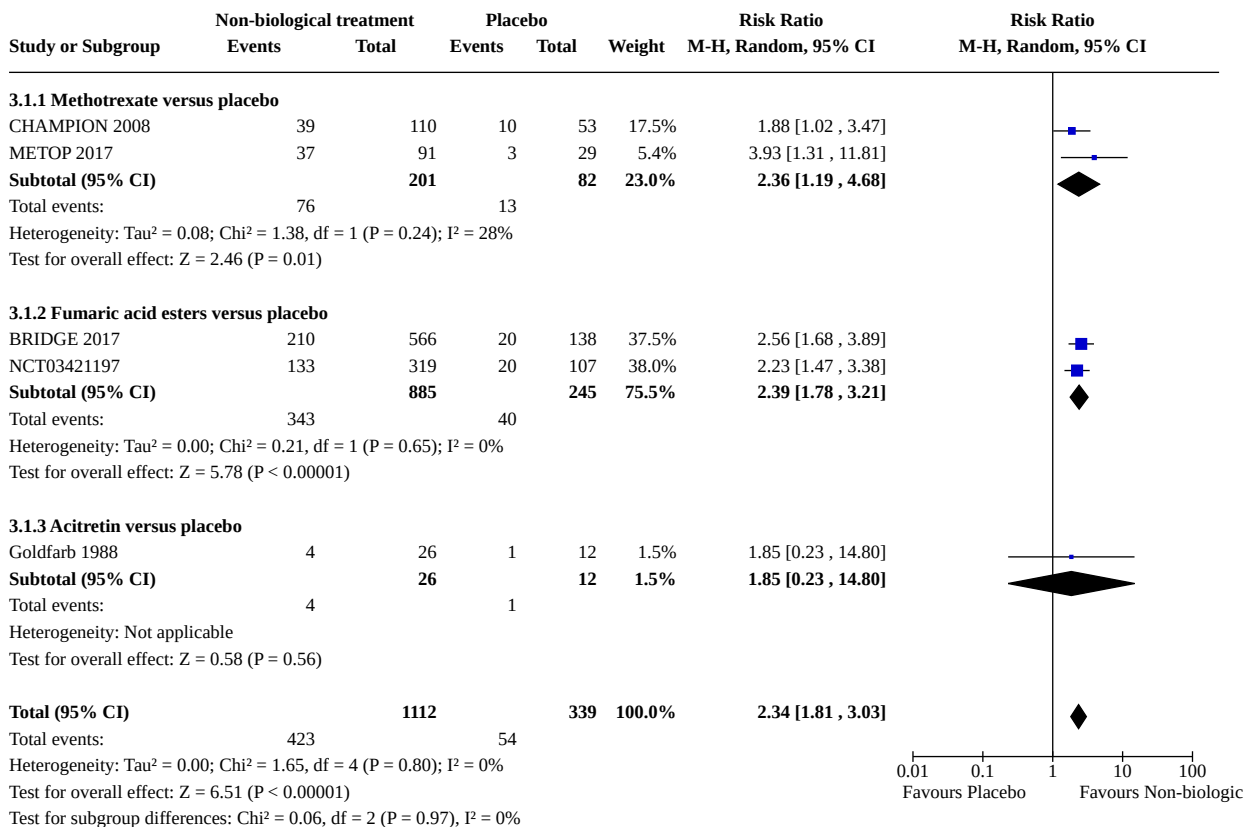 Non-biological treatment Placebo Risk Ratio Risk Ratio
Study or Subgroup Events Total Events Total Weight M-H, Random, 95% CI M-H, Random, 95% CI
3.1.1 Methotrexate versus placebo
CHAMPION 2008 39 110 10 53 17.5% 1.88 [1.02 , 3.47]
METOP 2017 37 91 3 29 5.4% 3.93 [1.31 , 11.81]
Subtotal (95% CI) 201 82 23.0% 2.36 [1.19 , 4.68]
Total events: 76 13
Heterogeneity: Tau² = 0.08; Chi² = 1.38, df = 1 (P = 0.24); I² = 28%
Test for overall effect: Z = 2.46 (P = 0.01)
3.1.2 Fumaric acid esters versus placebo
BRIDGE 2017 210 566 20 138 37.5% 2.56 [1.68 , 3.89]
NCT03421197 133 319 20 107 38.0% 2.23 [1.47 , 3.38]
Subtotal (95% CI) 885 245 75.5% 2.39 [1.78 , 3.21]
Total events: 343 40
Heterogeneity: Tau² = 0.00; Chi² = 0.21, df = 1 (P = 0.65); I² = 0%
Test for overall effect: Z = 5.78 (P < 0.00001)
3.1.3 Acitretin versus placebo
Goldfarb 1988 4 26 1 12 1.5% 1.85 [0.23 , 14.80]
Subtotal (95% CI) 26 12 1.5% 1.85 [0.23 , 14.80]
Total events: 4 1
Heterogeneity: Not applicable
Test for overall effect: Z = 0.58 (P = 0.56)
Total (95% CI) 1112 339 100.0% 2.34 [1.81 , 3.03]
Total events: 423 54
Heterogeneity: Tau² = 0.00; Chi² = 1.65, df = 4 (P = 0.80); I² = 0%
0.01 0.1 1 10 100
Test for overall effect: Z = 6.51 (P < 0.00001)
Favours Placebo Favours Non-biologic
Test for subgroup differences: Chi² = 0.06, df = 2 (P = 0.97), I² = 0%